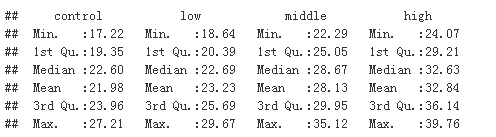 ##     control           low            middle           high
## Min.   :17.22   Min.   :18.64   Min.   :22.29   Min.   :24.07
## 1st Qu.:19.35   1st Qu.:20.39   1st Qu.:25.05   1st Qu.:29.21
## Median :22.60   Median :22.69   Median :28.67   Median :32.63
## Mean   :21.98   Mean   :23.23   Mean   :28.13   Mean   :32.84
## 3rd Qu.:23.96   3rd Qu.:25.69   3rd Qu.:29.95   3rd Qu.:36.14
## Max.   :27.21   Max.   :29.67   Max.   :35.12   Max.   :39.76